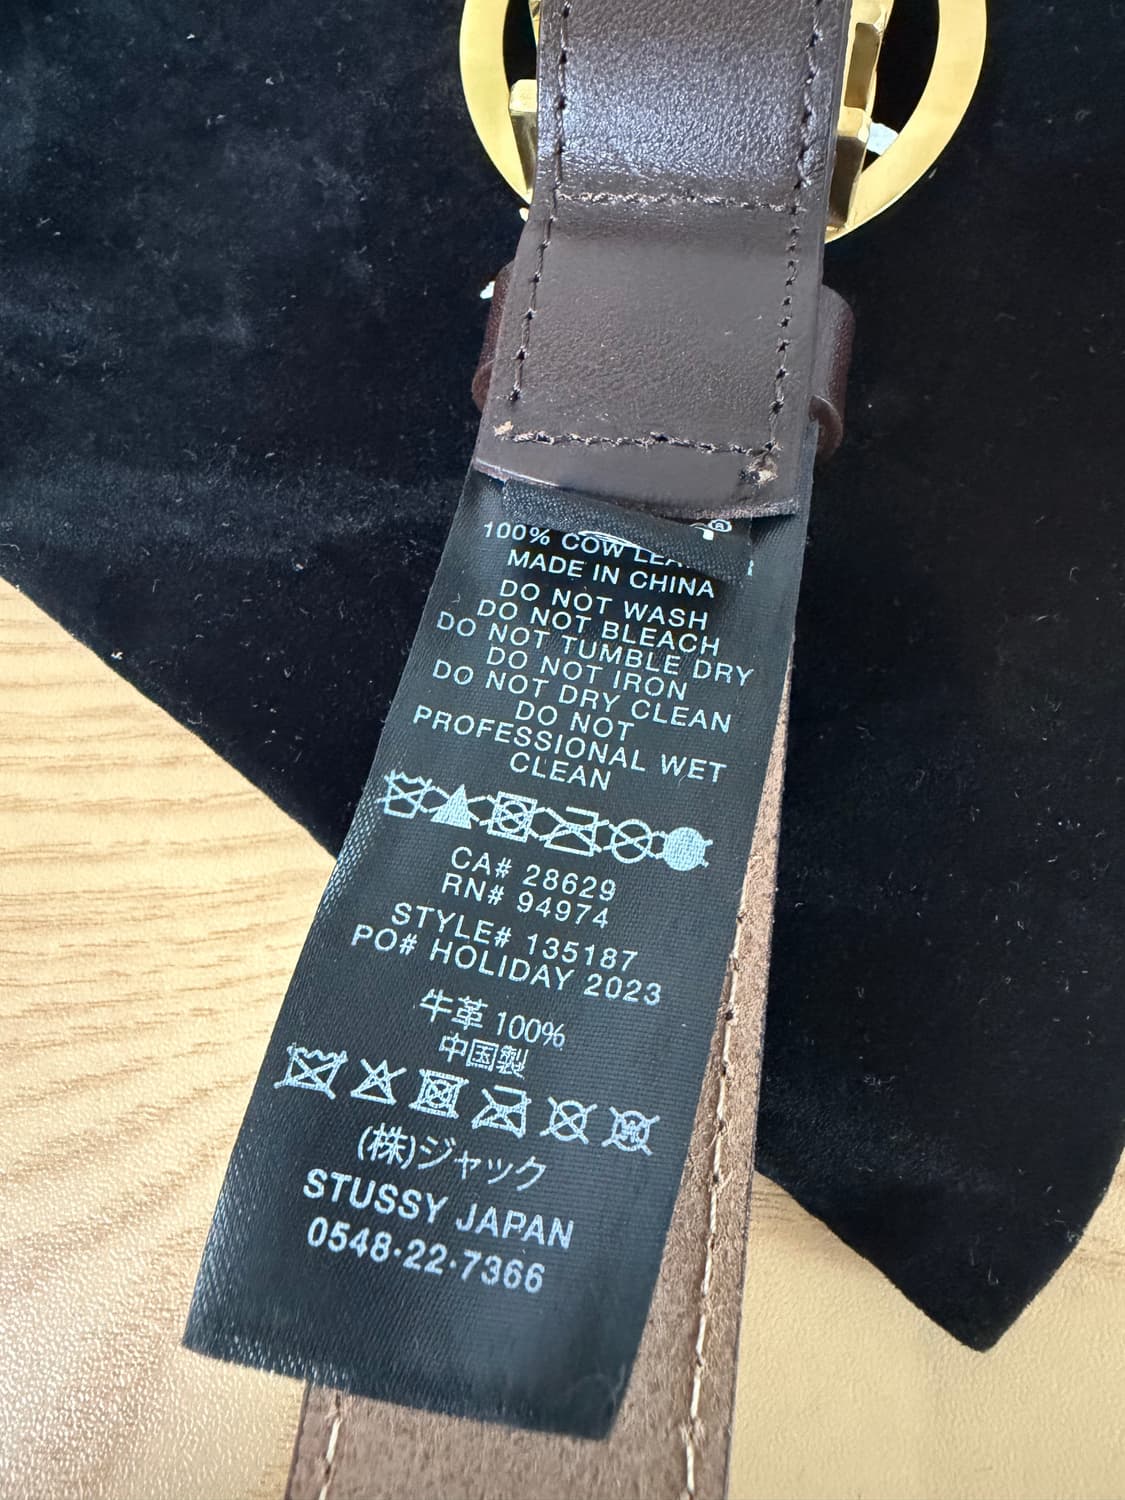 ®
100% COW
MADE IN CHINA
DO NOT WASH
DO NOT BLEACH
DO NOT TUMBLE DRY
DO NOT IRON
DO NOT DRY CLEAN
DO NOT
PROFESSIONAL WET
CLEAN
CA# 28629
RN# 94974
STYLE# 135187
PO# HOLIDAY 2023
牛革 100%
中国製
(株)ジャック
STUSSY JAPAN
0548·22·7366